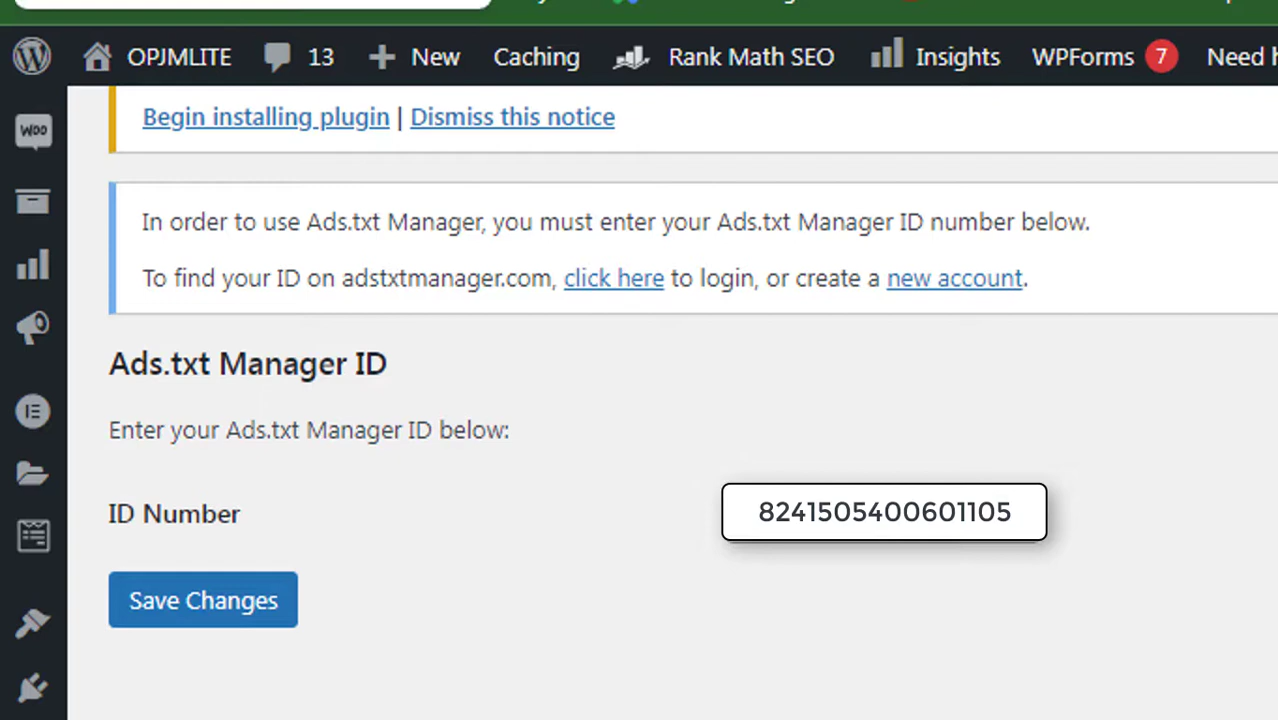 OPJMLITE 13 New Caching Rank Math SEO Insights WPForms 7 Need
WOO
Begin installing plugin | Dismiss this notice
In order to use Ads.txt Manager, you must enter your Ads.txt Manager ID number below.
To find your ID on adstxtmanager.com, click here to login, or create a new account.
Ads.txt Manager ID
Enter your Ads.txt Manager ID below:
ID Number 8241505400601105
Save Changes